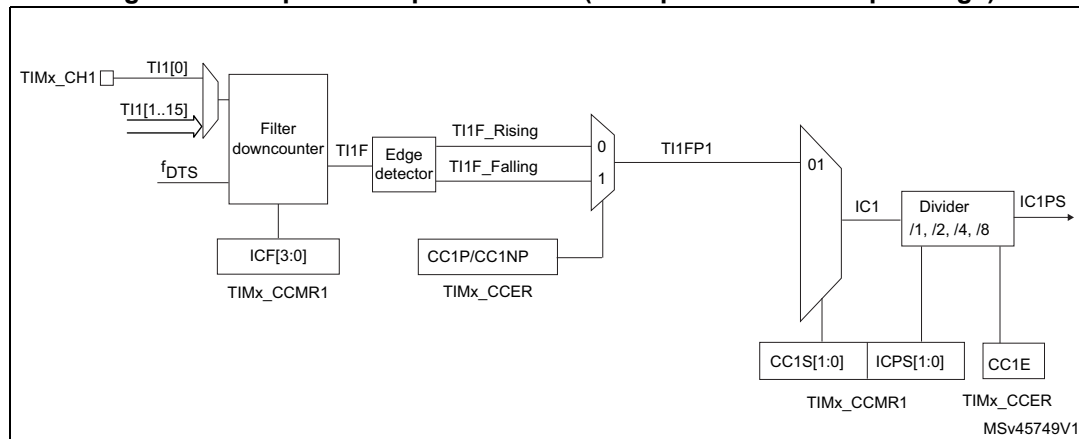 TIMx_CH1
TI1[0]
TI1[1..15]
fDTS
Filter
downcounter
TI1F
Edge
detector
TI1F_Rising
TI1F_Falling
0
1
TI1FP1
01
IC1
Divider
/1, /2, /4, /8
IC1PS
ICF[3:0]
TIMx_CCMR1
CC1P/CC1NP
TIMx_CCER
CC1S[1:0]
ICPS[1:0]
TIMx_CCMR1
CC1E
TIMx_CCER
MSv45749V1